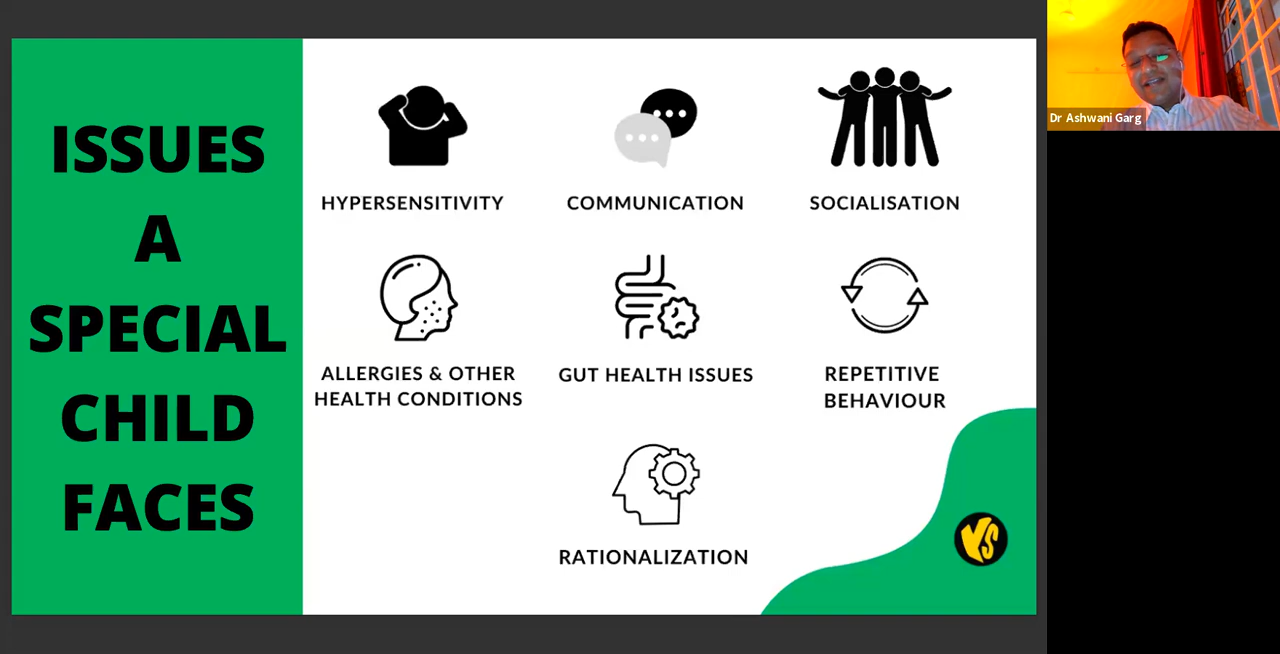 ISSUES
A
SPECIAL
CHILD
FACES
HYPERSENSITIVITY
COMMUNICATION
SOCIALISATION
ALLERGIES & OTHER
HEALTH CONDITIONS
GUT HEALTH ISSUES
REPETITIVE
BEHAVIOUR
RATIONALIZATION
VS
Dr Ashwani Garg